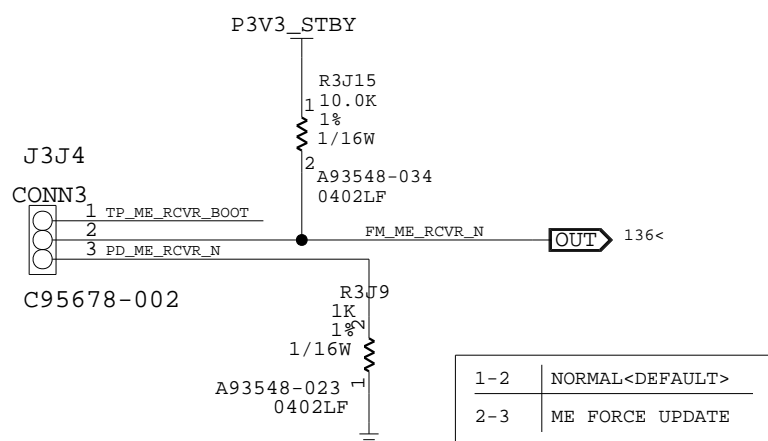 P3V3_STBY
R3J15
1 10.0K
1%
1/16W
2
A93548-034
0402LF
J3J4
CONN3
1 TP_ME_RCVR_BOOT
2 FM_ME_RCVR_N OUT 136<
3 PD_ME_RCVR_N
C95678-002
R3J9
1K
1% 2
1/16W
A93548-023 1
0402LF
1-2 NORMAL<DEFAULT>
2-3 ME FORCE UPDATE